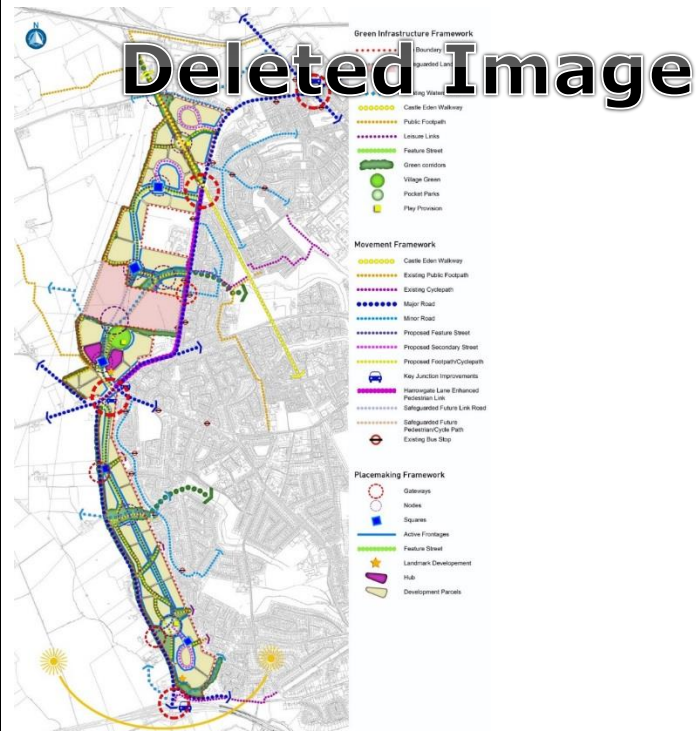 N
Deleted Image
Green Infrastructure Framework
Boundary
Castle Eden Walkway
Public Footpath
Leisure Links
Feature Street
Green corridors
Village Green
Pocket Parks
Play Provision
Movement Framework
Castle Eden Walkway
Existing Public Footpath
Existing Cyclepath
Major Road
Minor Road
Proposed Feature Street
Proposed Secondary Street
Proposed Footpath/Cyclepath
Key Junction Improvements
Harrowgate Lane Enhanced
Pedestrian Link
Safeguarded Future Link Road
Safeguarded Future
Pedestrian/Cycle Path
Existing Bus Stop
Placemaking Framework
Gateways
Nodes
Squares
Active Frontages
Feature Street
Landmark Developement
Hub
Development Parcels